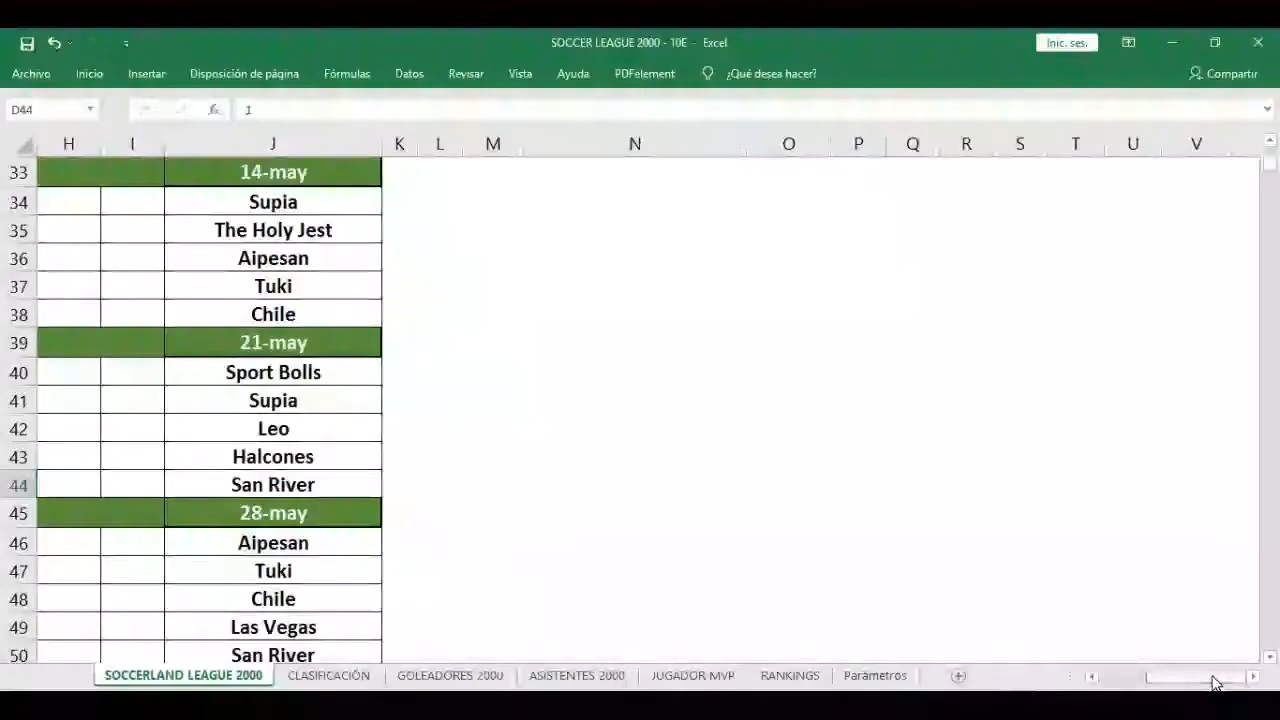 SOCCER LEAGUE 2000 - 10E - Excel
Inic. ses.
Archivo Inicio Insertar Disposición de página Fórmulas Datos Revisar Vista Ayuda PDFelement ¿Qué desea hacer? Compartir
D44 fx 1
H I J K L M N O P Q R S T U V
33 14-may
34 Supia
35 The Holy Jest
36 Aipesan
37 Tuki
38 Chile
39 21-may
40 Sport Bolls
41 Supia
42 Leo
43 Halcones
44 San River
45 28-may
46 Aipesan
47 Tuki
48 Chile
49 Las Vegas
50 San River
SOCCERLAND LEAGUE 2000 CLASIFICACIÓN GOLEADORES 2000 ASISTENTES 2000 JUGADOR MVP RANKINGS Parámetros